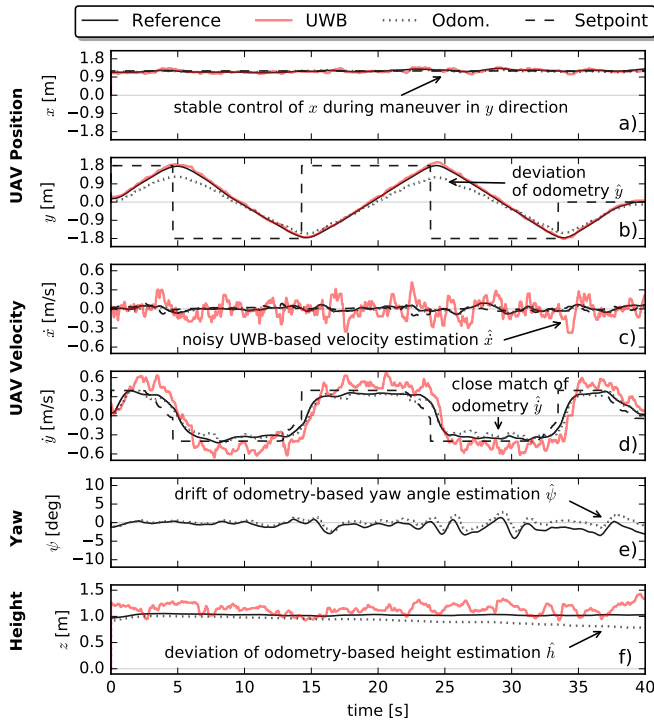 Reference UWB Odom. Setpoint
UAV Position
x [m]
1.8
0.9
0.0
−0.9
−1.8
stable control of x during maneuver in y direction
a)
y [m]
1.8
0.9
0.0
−0.9
−1.8
deviation
of odometry ŷ
b)
UAV Velocity
ẋ [m/s]
0.6
0.3
0.0
−0.3
−0.6
noisy UWB-based velocity estimation ẋ̂
c)
ẏ [m/s]
0.6
0.3
0.0
−0.3
−0.6
close match of
odometry ẏ̂
d)
Yaw
ψ [deg]
10
5
0
−5
−10
drift of odometry-based yaw angle estimation ψ̂
e)
Height
z [m]
1.5
1.0
0.5
0.0
deviation of odometry-based height estimation ĥ
f)
0 5 10 15 20 25 30 35 40
time [s]